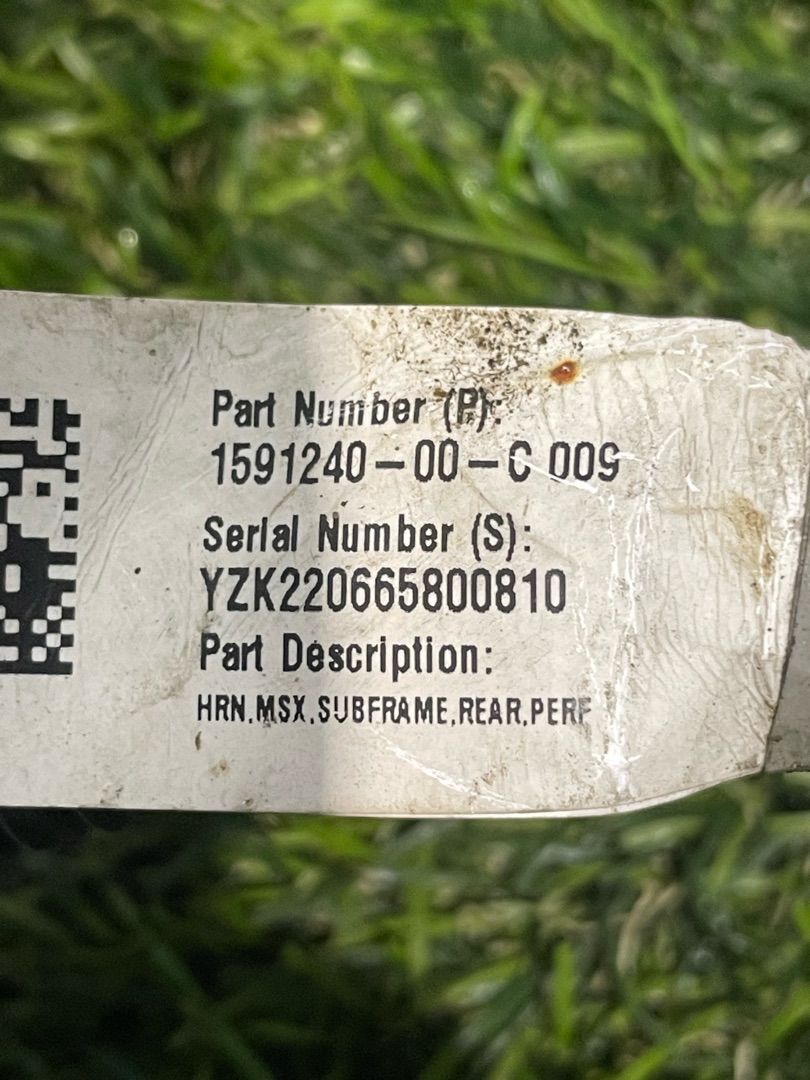 Part Number (P):
1591240-00-C 009
Serial Number (S):
YZK220665800810
Part Description:
HRN,MSX,SUBFRAME,REAR,PERF